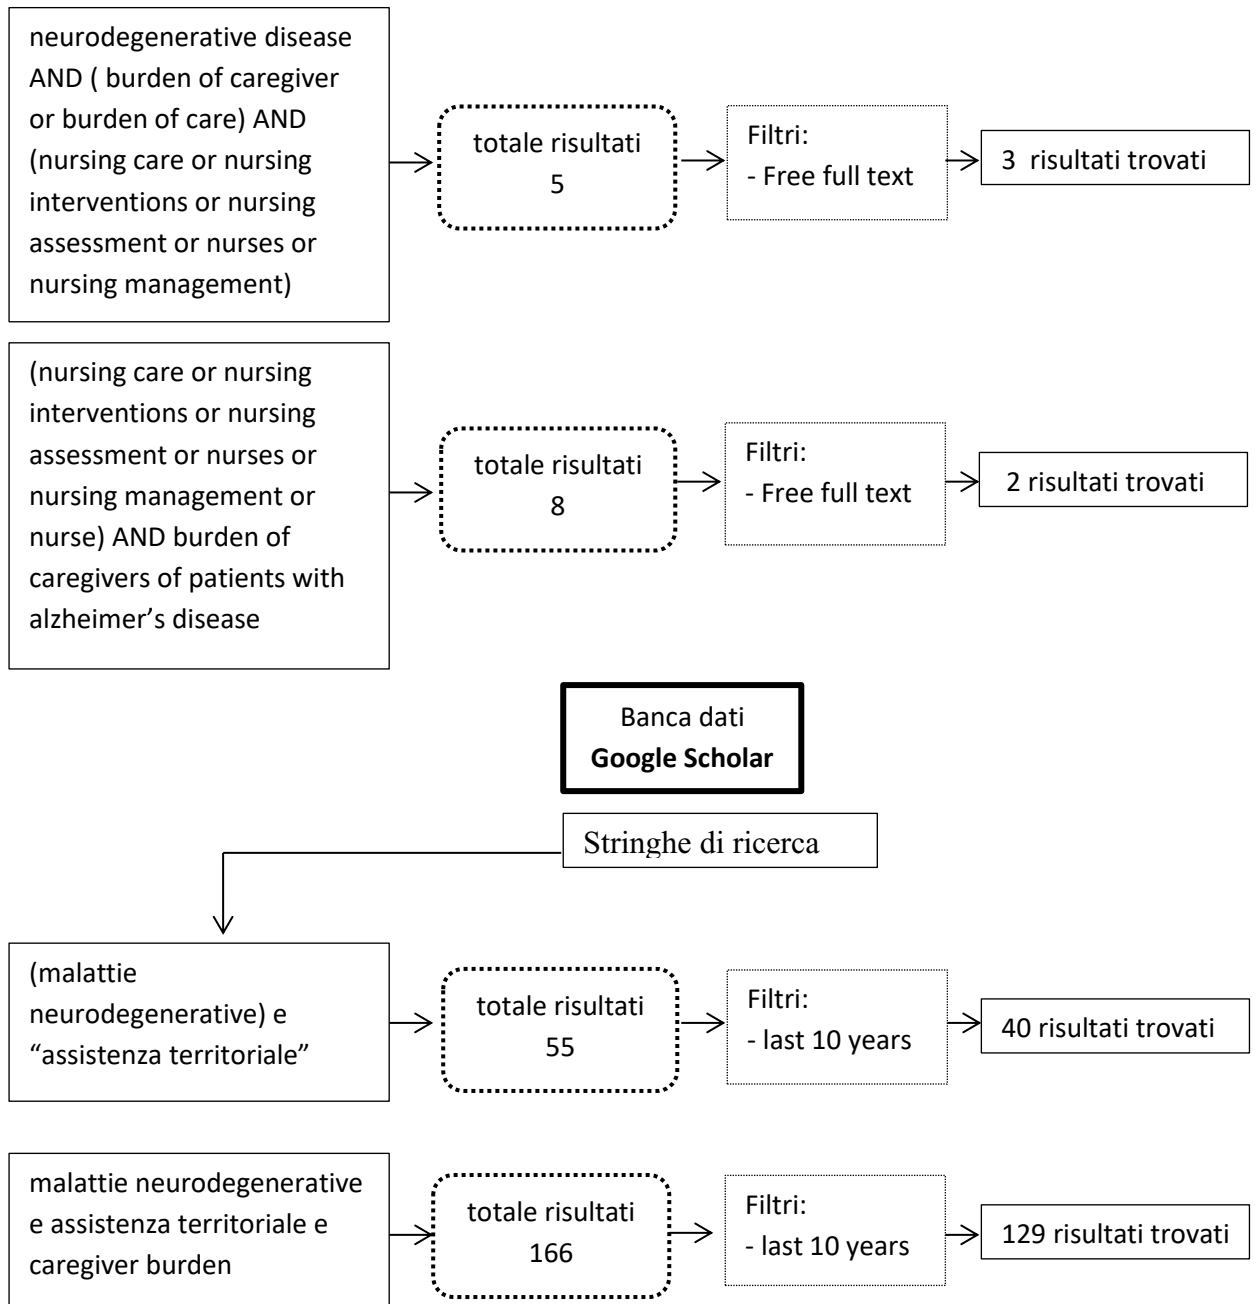 neurodegenerative disease
AND ( burden of caregiver
or burden of care) AND
(nursing care or nursing
interventions or nursing
assessment or nurses or
nursing management)
totale risultati
5
Filtri:
- Free full text
3 risultati trovati
(nursing care or nursing
interventions or nursing
assessment or nurses or
nursing management or
nurse) AND burden of
caregivers of patients with
alzheimer’s disease
totale risultati
8
Filtri:
- Free full text
2 risultati trovati
Banca dati
Google Scholar
Stringhe di ricerca
(malattie
neurodegenerative) e
“assistenza territoriale”
totale risultati
55
Filtri:
- last 10 years
40 risultati trovati
malattie neurodegenerative
e assistenza territoriale e
caregiver burden
totale risultati
166
Filtri:
- last 10 years
129 risultati trovati